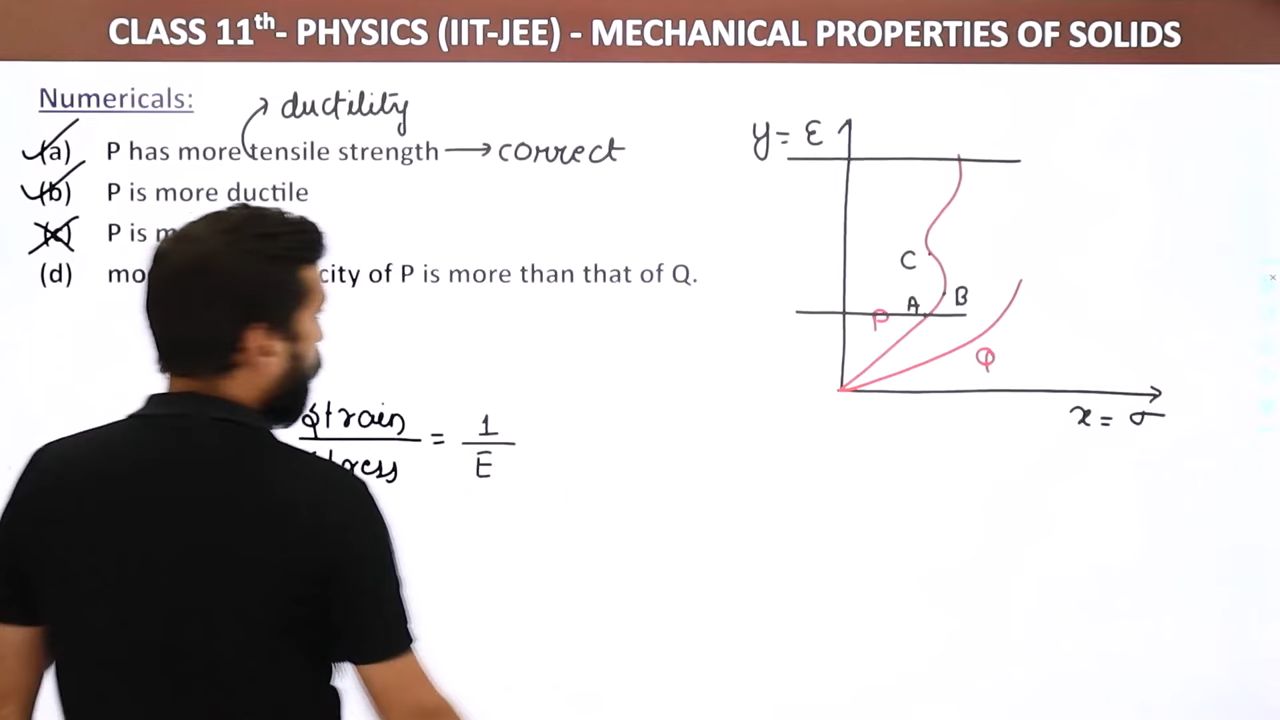 CLASS 11th- PHYSICS (IIT-JEE) - MECHANICAL PROPERTIES OF SOLIDS
Numericals:
ductility
(a) P has more tensile strength → correct
(b) P is more ductile
(c) P is
(d) city of P is more than that of Q.
strain
stress
= 1
E
y = ε
C
A
B
P
Q
x = σ